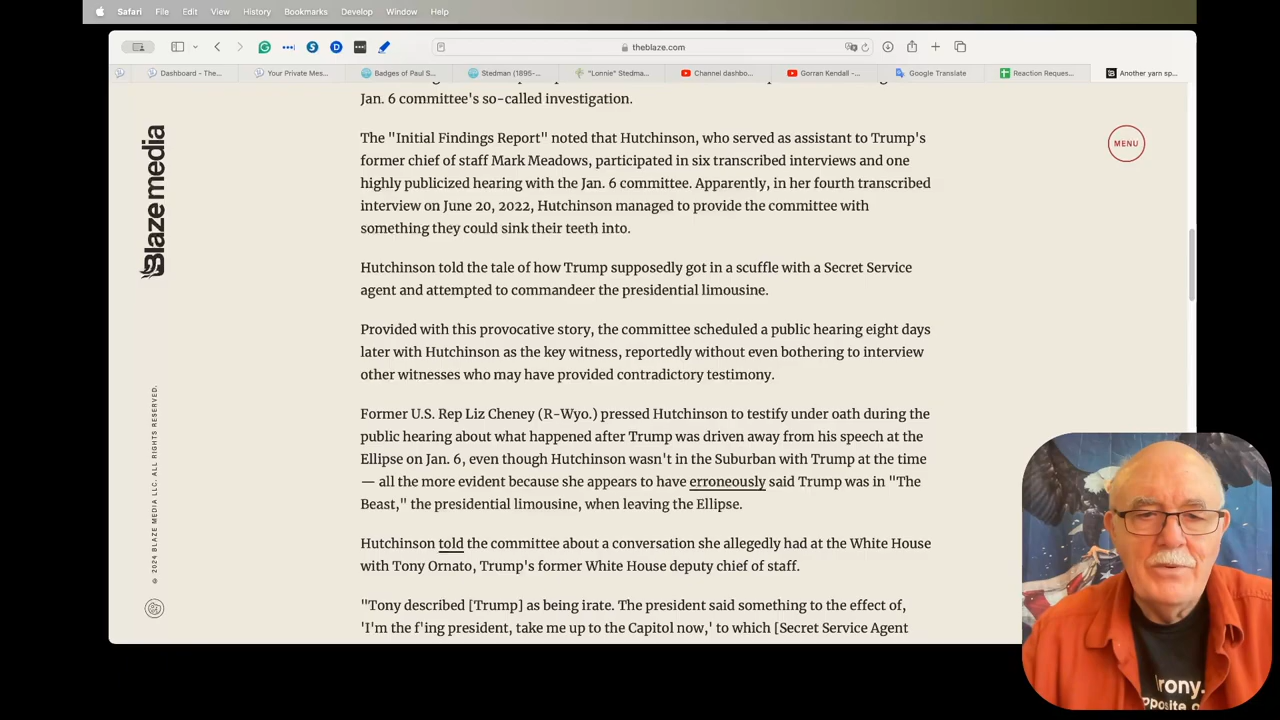 Safari File Edit View History Bookmarks Develop Window Help
theblaze.com
Dashboard - The...
Your Private Mes...
Badges of Paul S...
Stedman (1895-...
"Lonnie" Stedma...
Channel dashbo...
Gorran Kendall -...
Google Translate
Reaction Reques...
Another yarn sp...
Blaze media
© 2024 BLAZE MEDIA LLC. ALL RIGHTS RESERVED.
MENU
Jan. 6 committee's so-called investigation.
The "Initial Findings Report" noted that Hutchinson, who served as assistant to Trump's
former chief of staff Mark Meadows, participated in six transcribed interviews and one
highly publicized hearing with the Jan. 6 committee. Apparently, in her fourth transcribed
interview on June 20, 2022, Hutchinson managed to provide the committee with
something they could sink their teeth into.
Hutchinson told the tale of how Trump supposedly got in a scuffle with a Secret Service
agent and attempted to commandeer the presidential limousine.
Provided with this provocative story, the committee scheduled a public hearing eight days
later with Hutchinson as the key witness, reportedly without even bothering to interview
other witnesses who may have provided contradictory testimony.
Former U.S. Rep Liz Cheney (R-Wyo.) pressed Hutchinson to testify under oath during the
public hearing about what happened after Trump was driven away from his speech at the
Ellipse on Jan. 6, even though Hutchinson wasn't in the Suburban with Trump at the time
— all the more evident because she appears to have erroneously said Trump was in "The
Beast," the presidential limousine, when leaving the Ellipse.
Hutchinson told the committee about a conversation she allegedly had at the White House
with Tony Ornato, Trump's former White House deputy chief of staff.
"Tony described [Trump] as being irate. The president said something to the effect of,
'I'm the f'ing president, take me up to the Capitol now,' to which [Secret Service Agent
rony.
pposite o